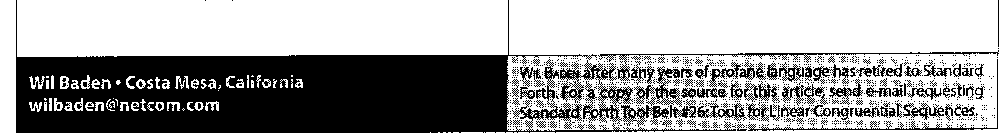 Wil Baden • Costa Mesa, California
wilbaden@netcom.com
WIL BADEN after many years of profane language has retired to Standard
Forth. For a copy of the source for this article, send e-mail requesting
Standard Forth Tool Belt #26: Tools for Linear Congruential Sequences.